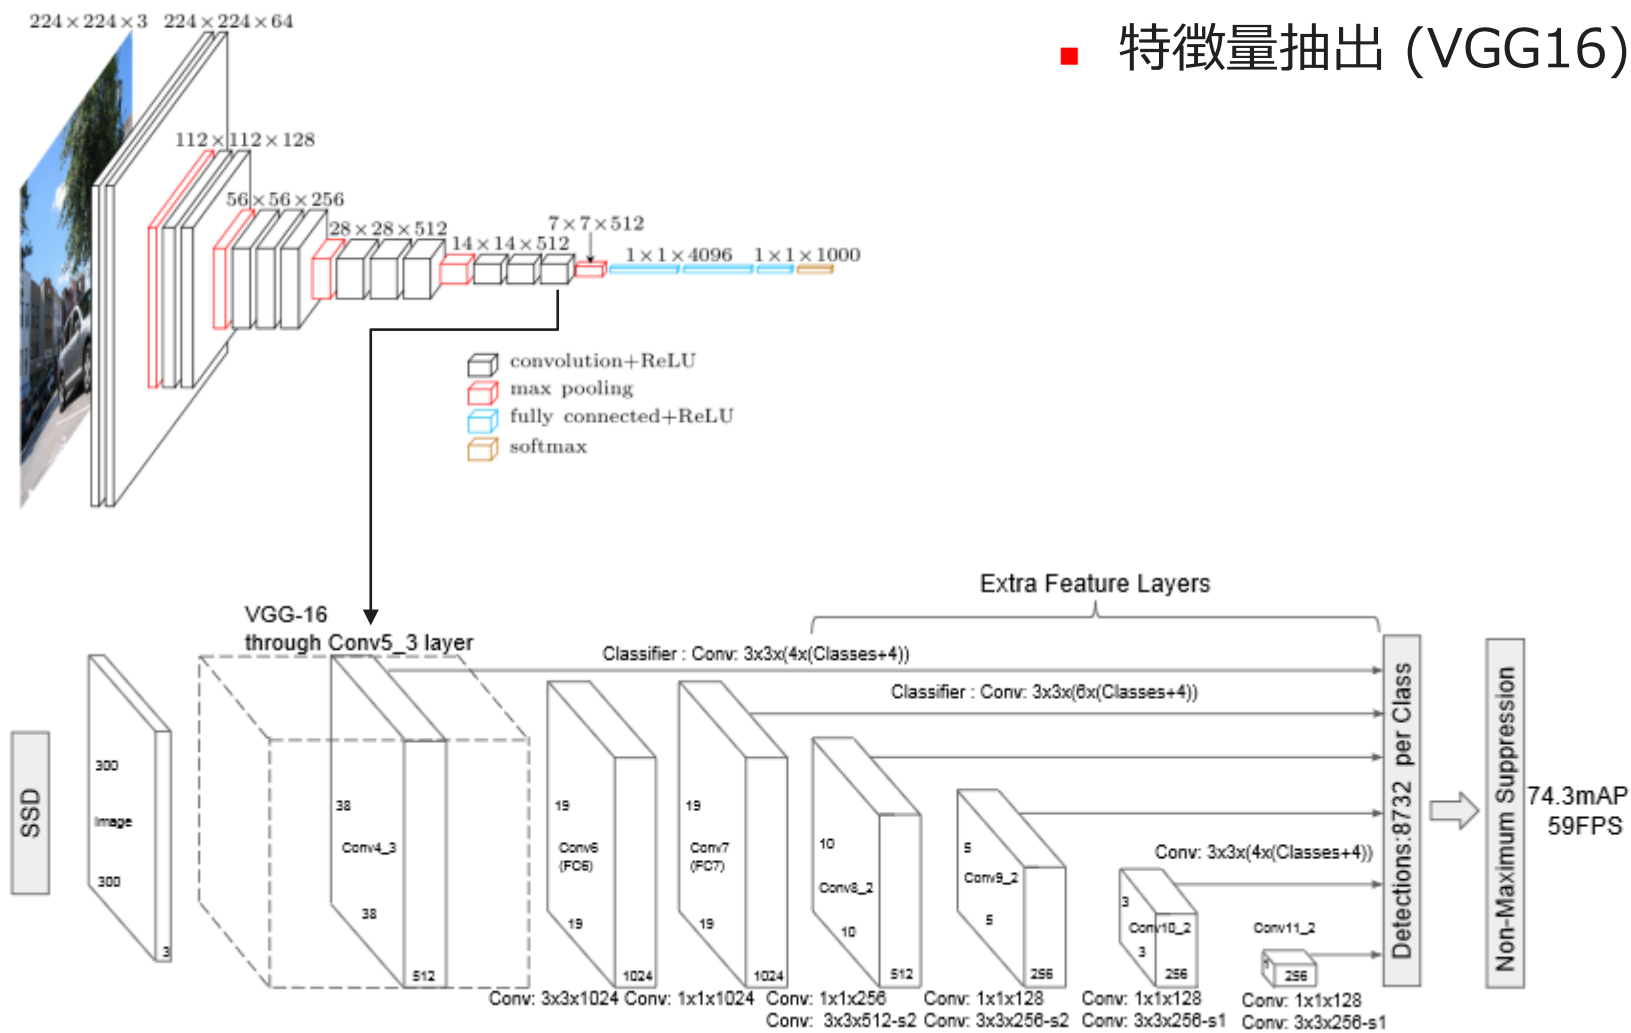 特徴量抽出 (VGG16)
224×224×3
224×224×64
112×112×128
56×56×256
28×28×512
14×14×512
7×7×512
1×1×4096
1×1×1000
convolution+ReLU
max pooling
fully connected+ReLU
softmax
Extra Feature Layers
VGG-16
through Conv5_3 layer
Classifier : Conv: 3x3x(4x(Classes+4))
Classifier : Conv: 3x3x(6x(Classes+4))
Conv: 3x3x(4x(Classes+4))
SSD
300
Image
300
3
38
Conv4_3
38
512
19
Conv6
(FC6)
19
1024
19
Conv7
(FC7)
19
1024
10
Conv8_2
10
512
5
Conv9_2
5
256
3
Conv10_2
3
256
Conv11_2
1
256
Conv: 3x3x1024
Conv: 1x1x1024
Conv: 1x1x256
Conv: 3x3x512-s2
Conv: 1x1x128
Conv: 3x3x256-s2
Conv: 1x1x128
Conv: 3x3x256-s1
Conv: 1x1x128
Conv: 3x3x256-s1
Detections:8732 per Class
Non-Maximum Suppression
74.3mAP
59FPS